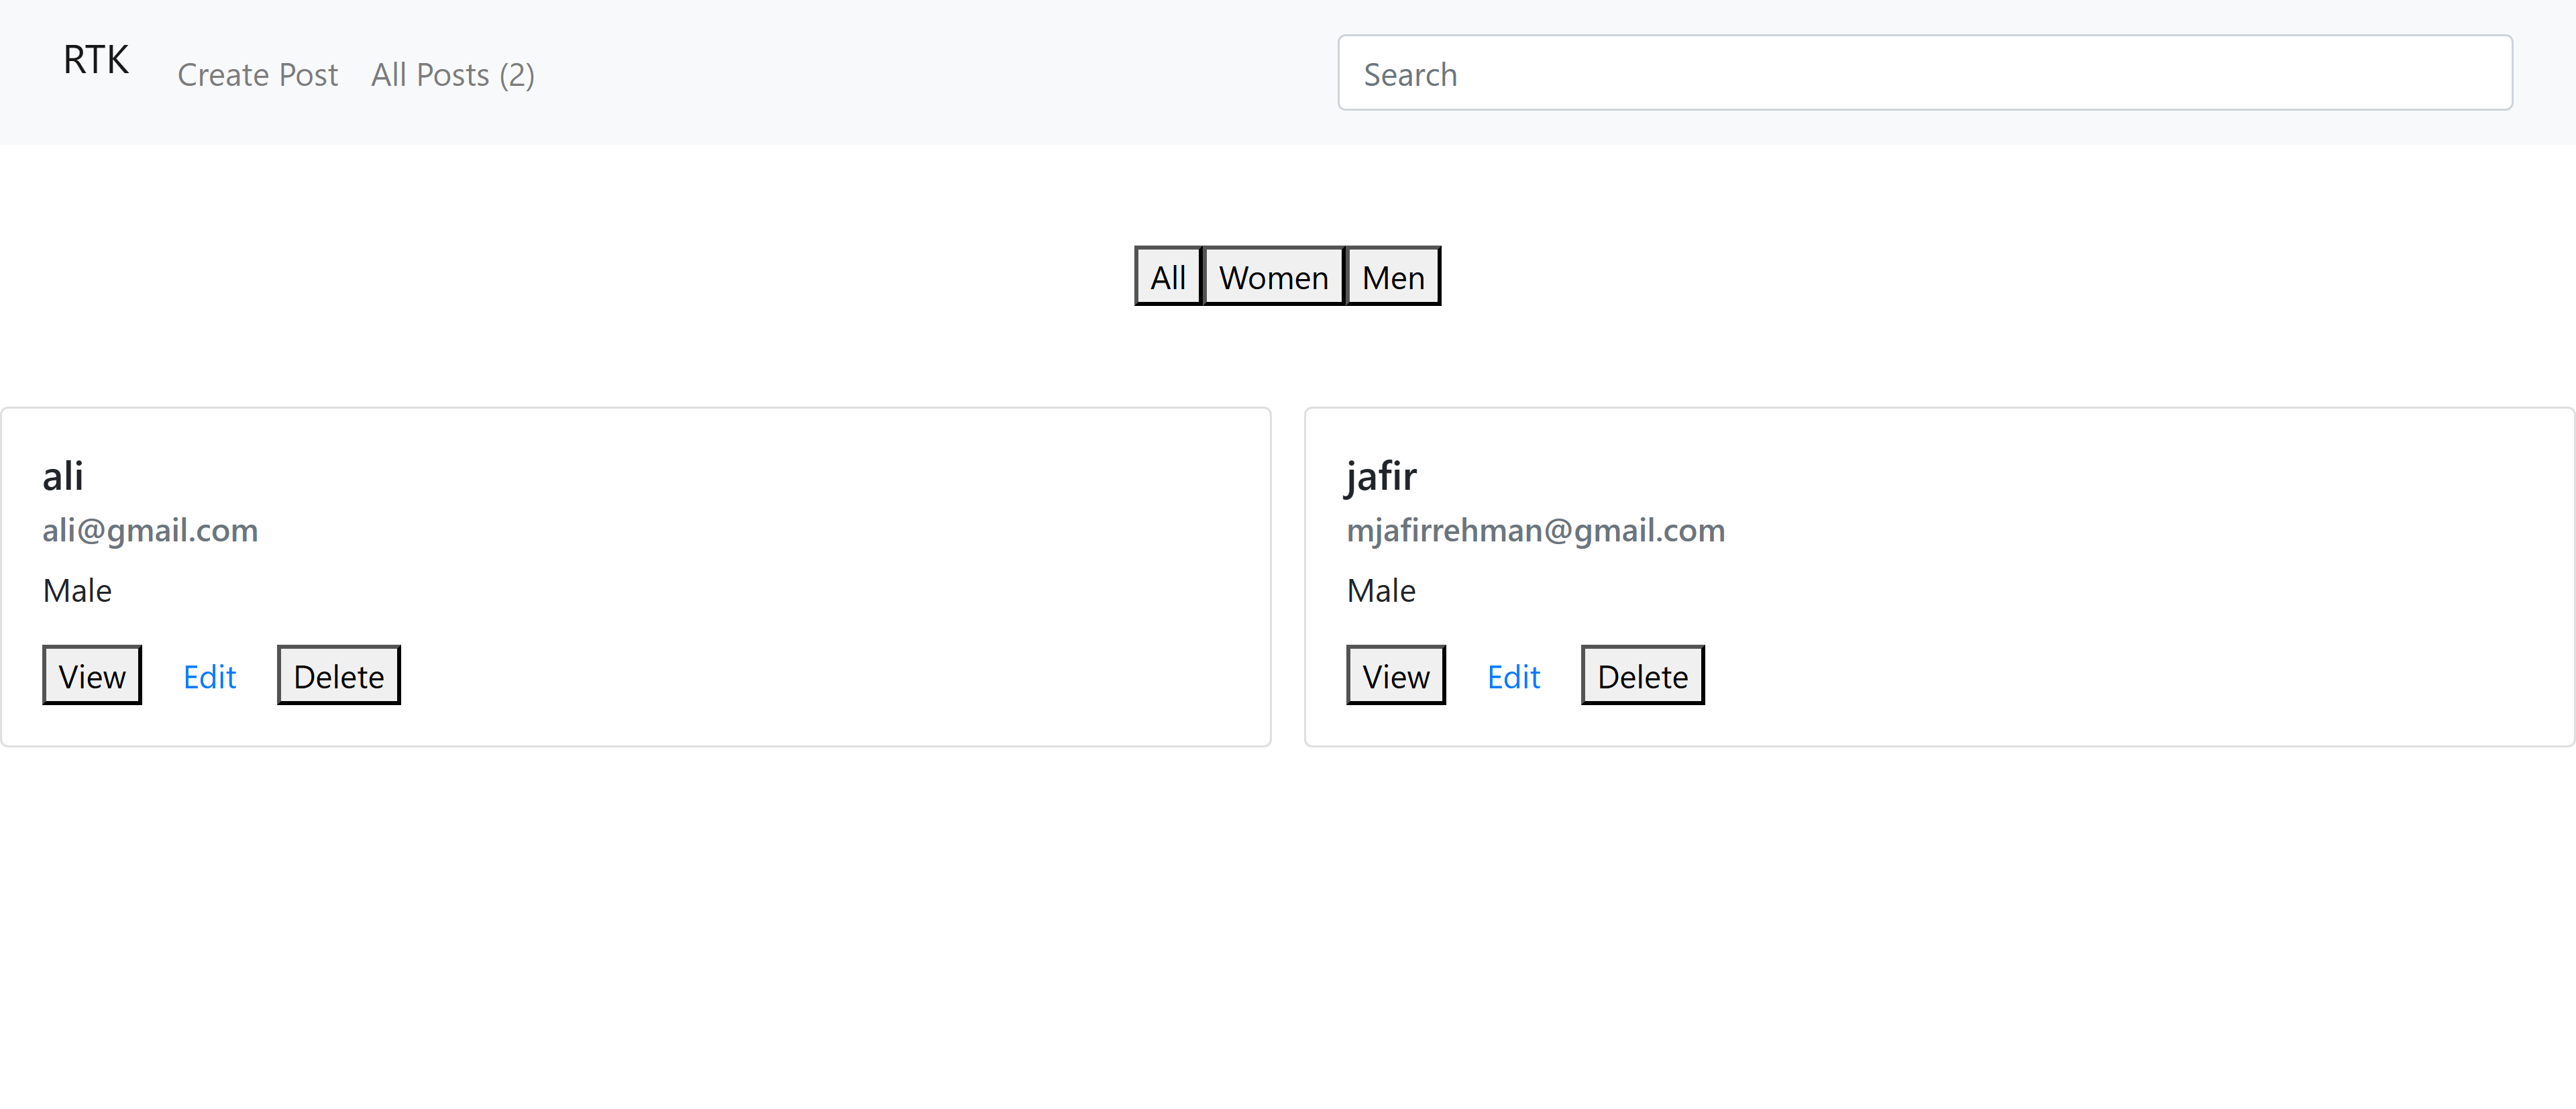 RTK Create Post All Posts (2) Search
All Women Men
ali
ali@gmail.com
Male
View Edit Delete
jafir
mjafirrehman@gmail.com
Male
View Edit Delete